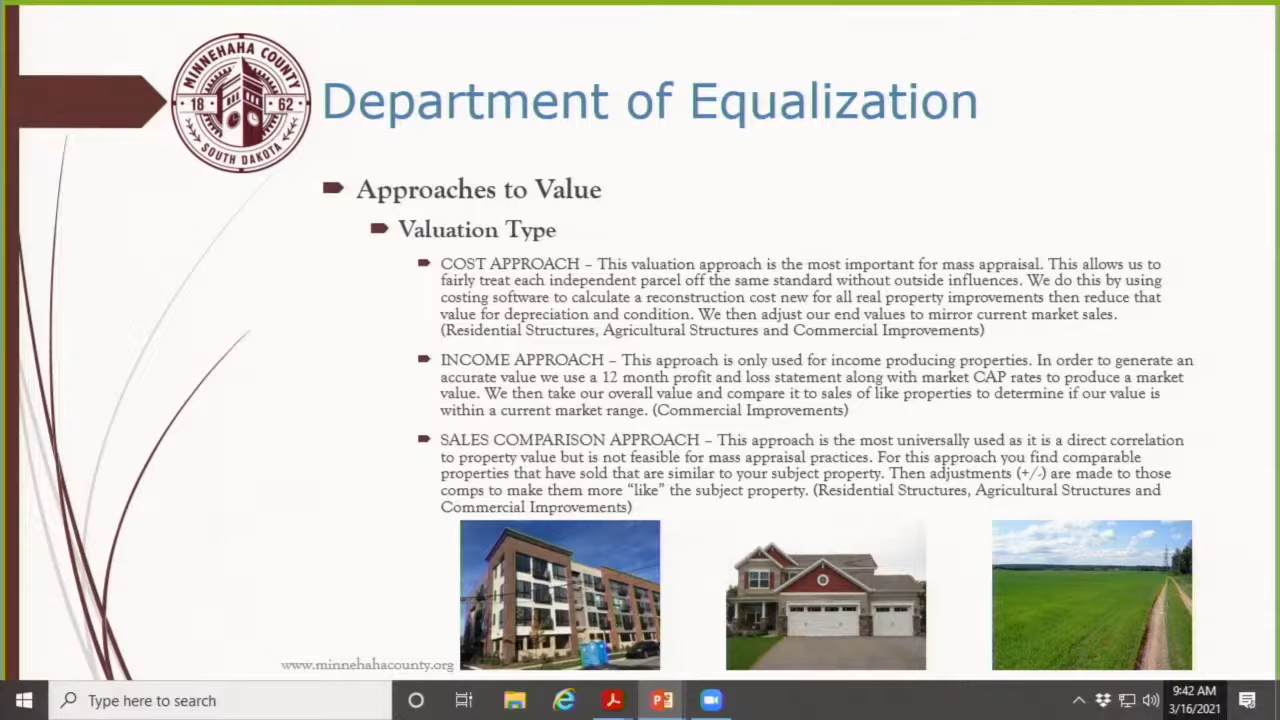 MINNEHAHA COUNTY
18 62
SOUTH DAKOTA
Department of Equalization
Approaches to Value
Valuation Type
COST APPROACH – This valuation approach is the most important for mass appraisal. This allows us to
fairly treat each independent parcel off the same standard without outside influences. We do this by using
costing software to calculate a reconstruction cost new for all real property improvements then reduce that
value for depreciation and condition. We then adjust our end values to mirror current market sales.
(Residential Structures, Agricultural Structures and Commercial Improvements)
INCOME APPROACH – This approach is only used for income producing properties. In order to generate an
accurate value we use a 12 month profit and loss statement along with market CAP rates to produce a market
value. We then take our overall value and compare it to sales of like properties to determine if our value is
within a current market range. (Commercial Improvements)
SALES COMPARISON APPROACH – This approach is the most universally used as it is a direct correlation
to property value but is not feasible for mass appraisal practices. For this approach you find comparable
properties that have sold that are similar to your subject property. Then adjustments (+/-) are made to those
comps to make them more “like” the subject property. (Residential Structures, Agricultural Structures and
Commercial Improvements)
www.minnehahacounty.org
Type here to search
9:42 AM
3/16/2021